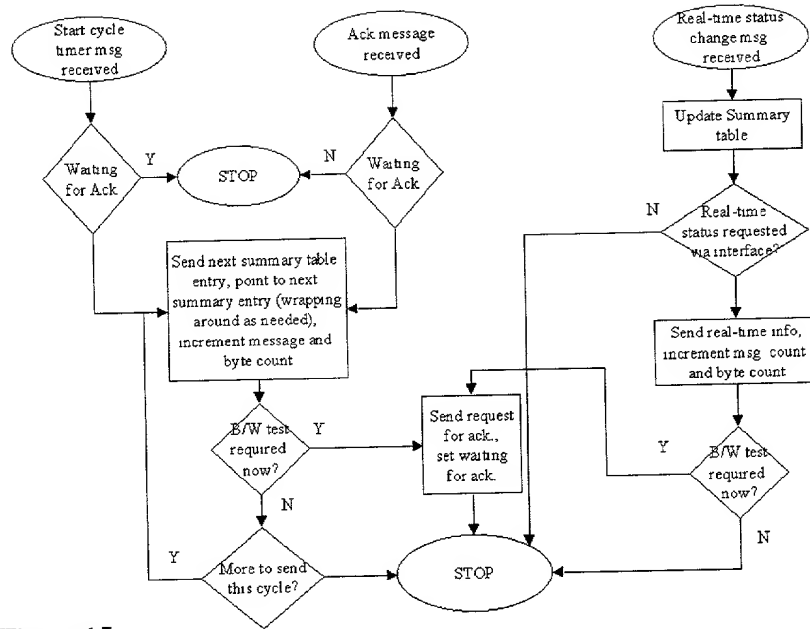 Start cycle
timer msg
received
Ack message
received
Real-time status
change msg
received
Update Summary
table
Waiting
for Ack
Y
STOP
N
Waiting
for Ack
N
Real-time
status requested
via interface?
Send next summary table
entry, point to next
summary entry (wrapping
around as needed),
increment message and
byte count
Send real-time info,
increment msg count
and byte count
B/W test
required
now?
Y
Send request
for ack.,
set waiting
for ack.
Y
B/W test
required
now?
N
N
Y
More to send
this cycle?
STOP